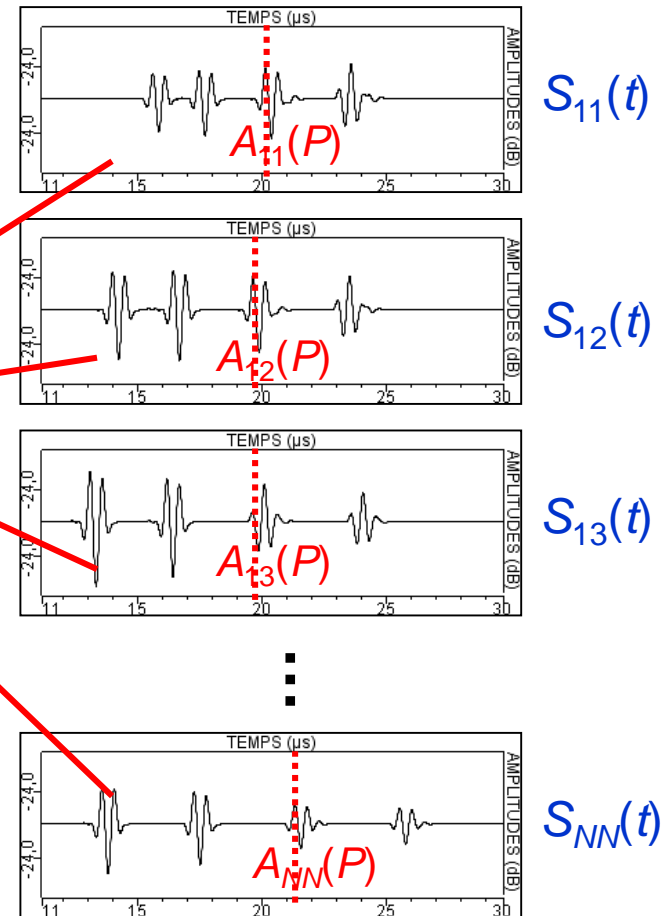 TEMPS (µs)
-24,0
-24,0
AMPLITUDES (dB)
A11(P)
S11(t)
11 15 20 25 30
TEMPS (µs)
-24,0
-24,0
AMPLITUDES (dB)
A12(P)
S12(t)
11 15 20 25 30
TEMPS (µs)
-24,0
-24,0
AMPLITUDES (dB)
A13(P)
S13(t)
11 15 20 25 30
TEMPS (µs)
-24,0
-24,0
AMPLITUDES (dB)
ANN(P)
SNN(t)
11 15 20 25 30